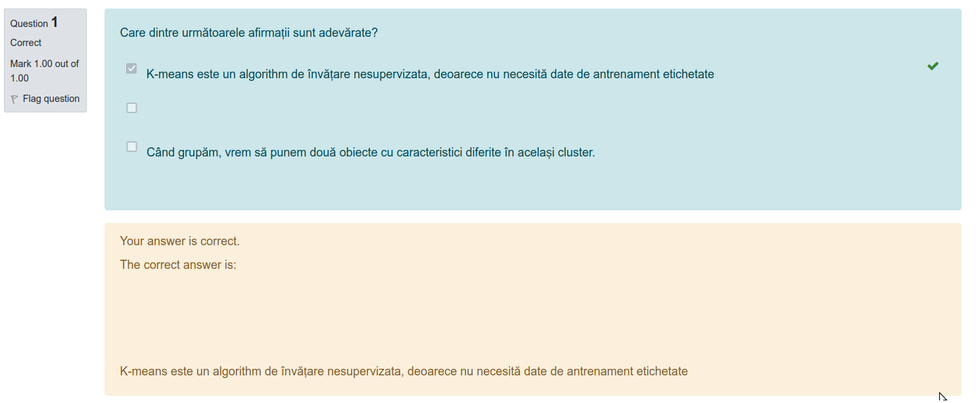 Question 1
Correct
Mark 1.00 out of
1.00
Flag question
Care dintre următoarele afirmații sunt adevărate?
K-means este un algorithm de învățare nesupervizata, deoarece nu necesită date de antrenament etichetate
Când grupăm, vrem să punem două obiecte cu caracteristici diferite în același cluster.
Your answer is correct.
The correct answer is:
K-means este un algorithm de învățare nesupervizata, deoarece nu necesită date de antrenament etichetate